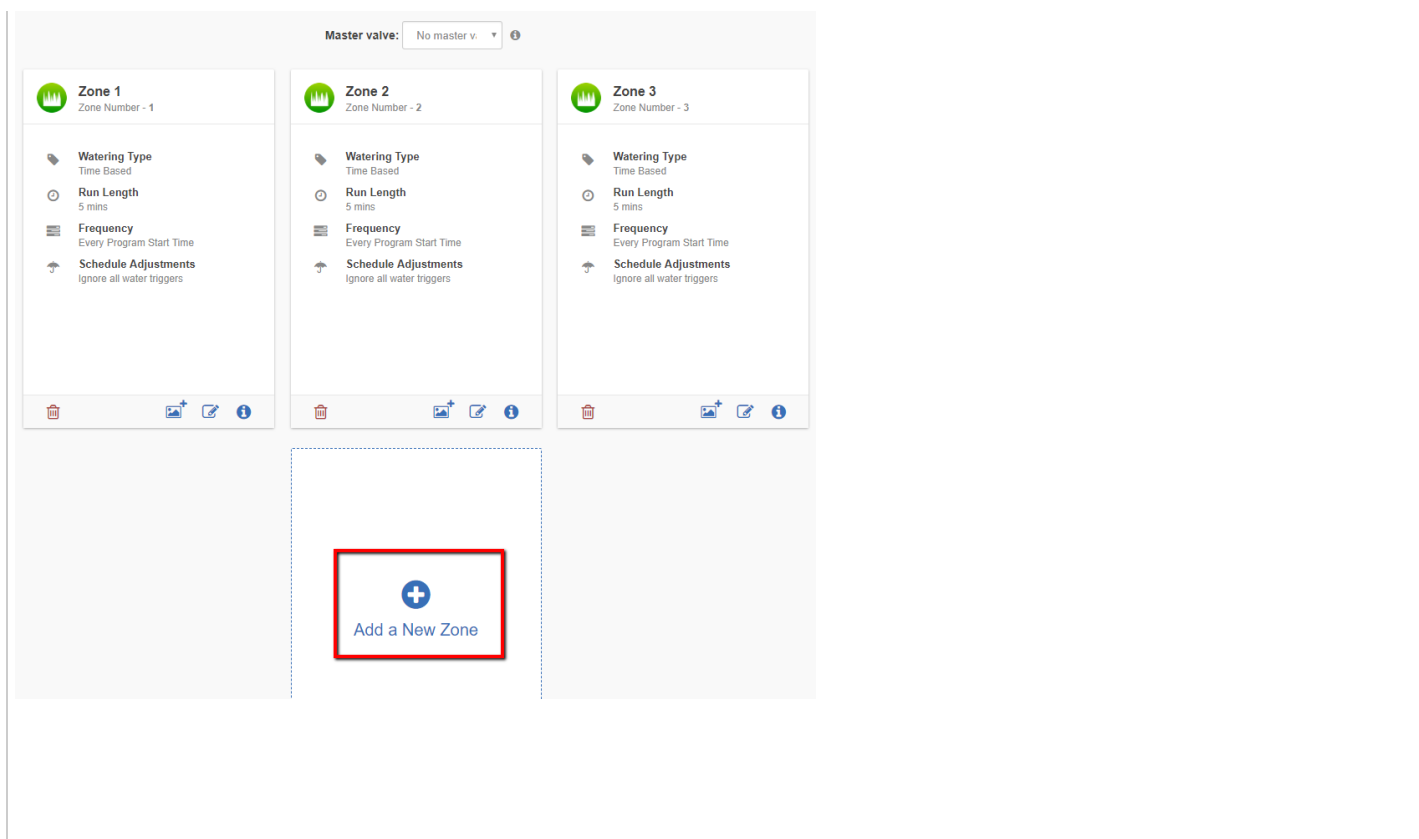 Master valve: No master v
Zone 1
Zone Number - 1
Watering Type
Time Based
Run Length
5 mins
Frequency
Every Program Start Time
Schedule Adjustments
Ignore all water triggers
Zone 2
Zone Number - 2
Watering Type
Time Based
Run Length
5 mins
Frequency
Every Program Start Time
Schedule Adjustments
Ignore all water triggers
Zone 3
Zone Number - 3
Watering Type
Time Based
Run Length
5 mins
Frequency
Every Program Start Time
Schedule Adjustments
Ignore all water triggers
Add a New Zone